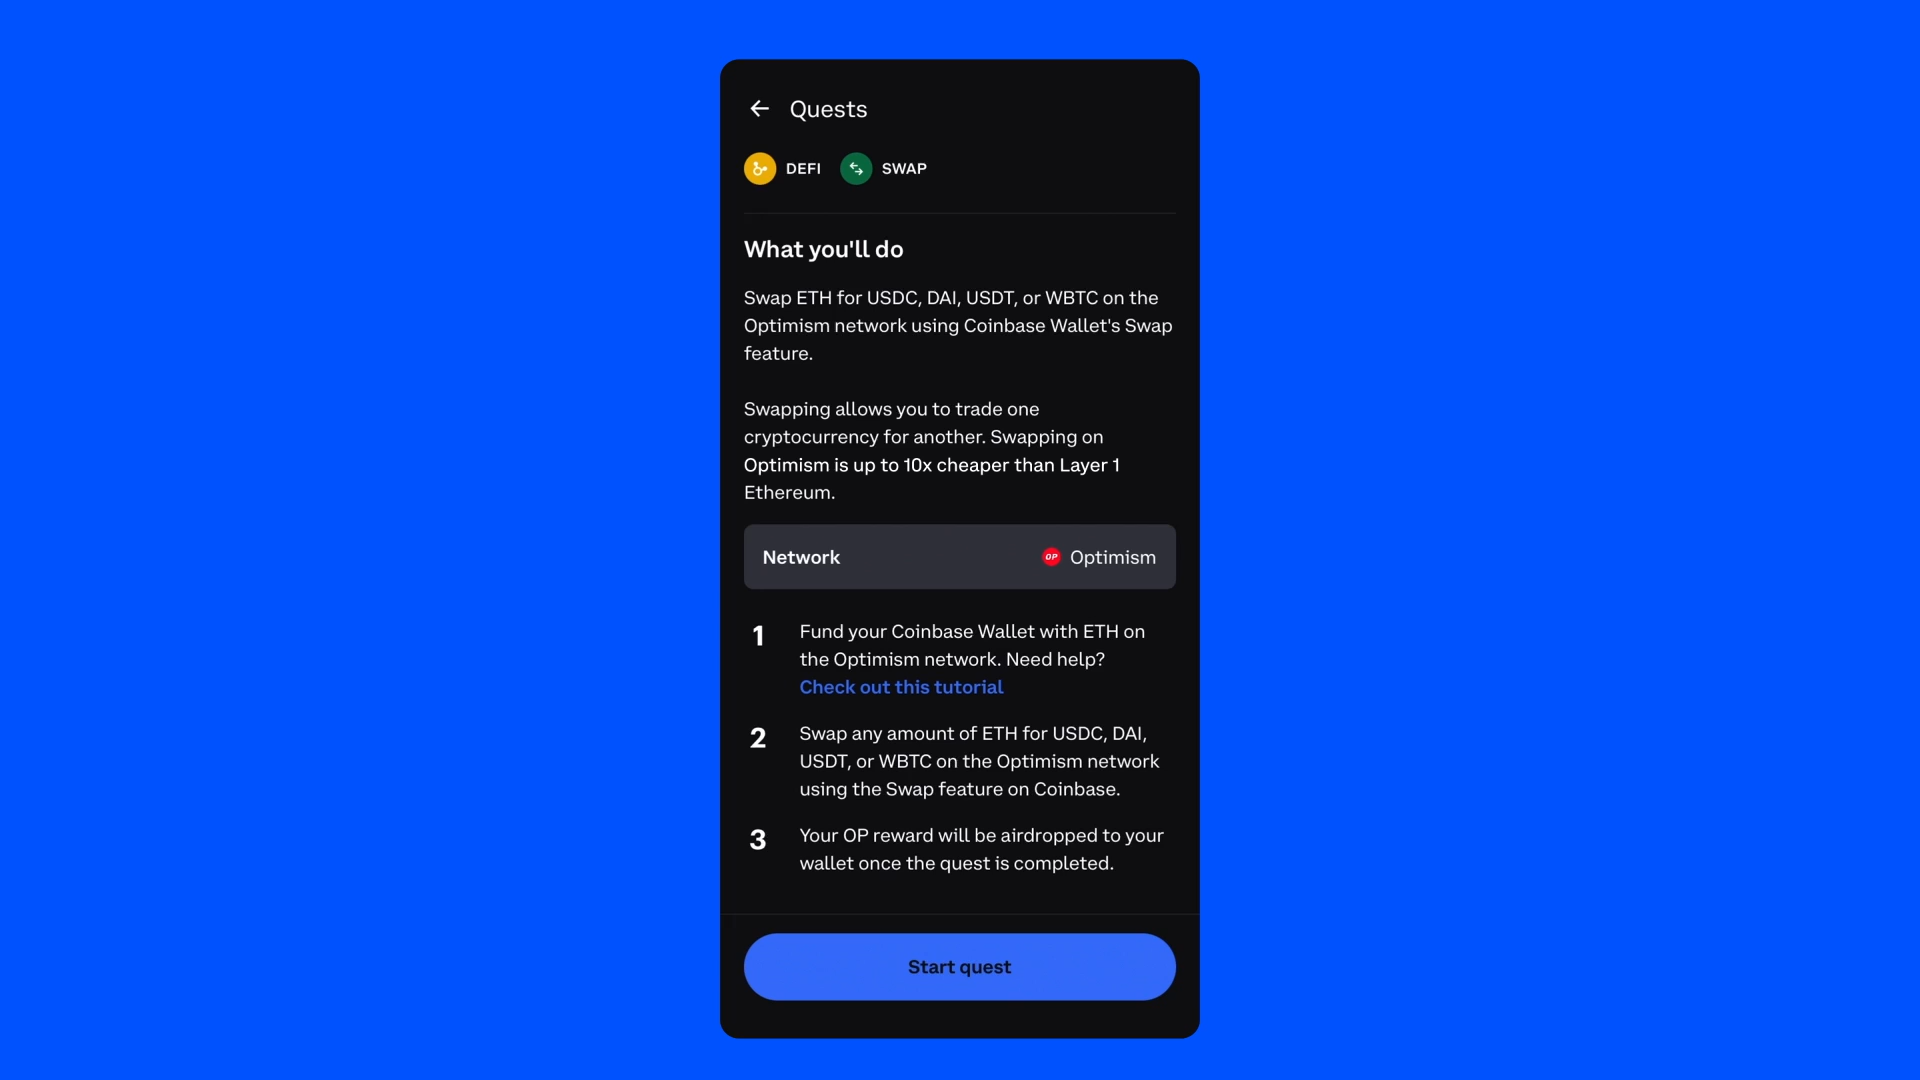 Quests
DEFI SWAP
What you'll do
Swap ETH for USDC, DAI, USDT, or WBTC on the
Optimism network using Coinbase Wallet's Swap
feature.
Swapping allows you to trade one
cryptocurrency for another. Swapping on
Optimism is up to 10x cheaper than Layer 1
Ethereum.
Network OP Optimism
1 Fund your Coinbase Wallet with ETH on
the Optimism network. Need help?
Check out this tutorial
2 Swap any amount of ETH for USDC, DAI,
USDT, or WBTC on the Optimism network
using the Swap feature on Coinbase.
3 Your OP reward will be airdropped to your
wallet once the quest is completed.
Start quest